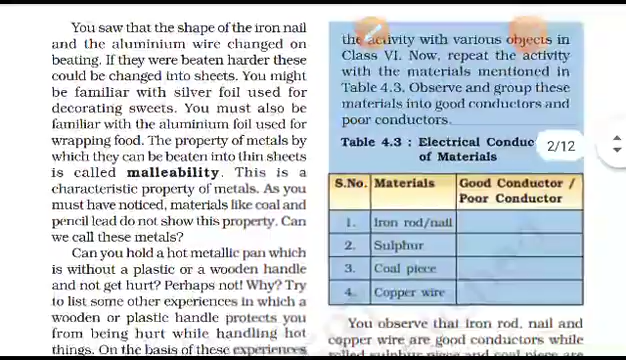 You saw that the shape of the iron nail
and the aluminium wire changed on
beating. If they were beaten harder these
could be changed into sheets. You might
be familiar with silver foil used for
decorating sweets. You must also be
familiar with the aluminium foil used for
wrapping food. The property of metals by
which they can be beaten into thin sheets
is called malleability. This is a
characteristic property of metals. As you
must have noticed, materials like coal and
pencil lead do not show this property. Can
we call these metals?
Can you hold a hot metallic pan which
is without a plastic or a wooden handle
and not get hurt? Perhaps not! Why? Try
to list some other experiences in which a
wooden or plastic handle protects you
from being hurt while handling hot
things. On the basis of these experiences
the activity with various objects in
Class VI. Now, repeat the activity
with the materials mentioned in
Table 4.3. Observe and group these
materials into good conductors and
poor conductors.
Table 4.3 : Electrical Conduc
of Materials
2/12
S.No. Materials Good Conductor /
Poor Conductor
1. Iron rod/nail
2. Sulphur
3. Coal piece
4. Copper wire
You observe that iron rod, nail and
copper wire are good conductors while
rolled sulphur piece and coal piece are